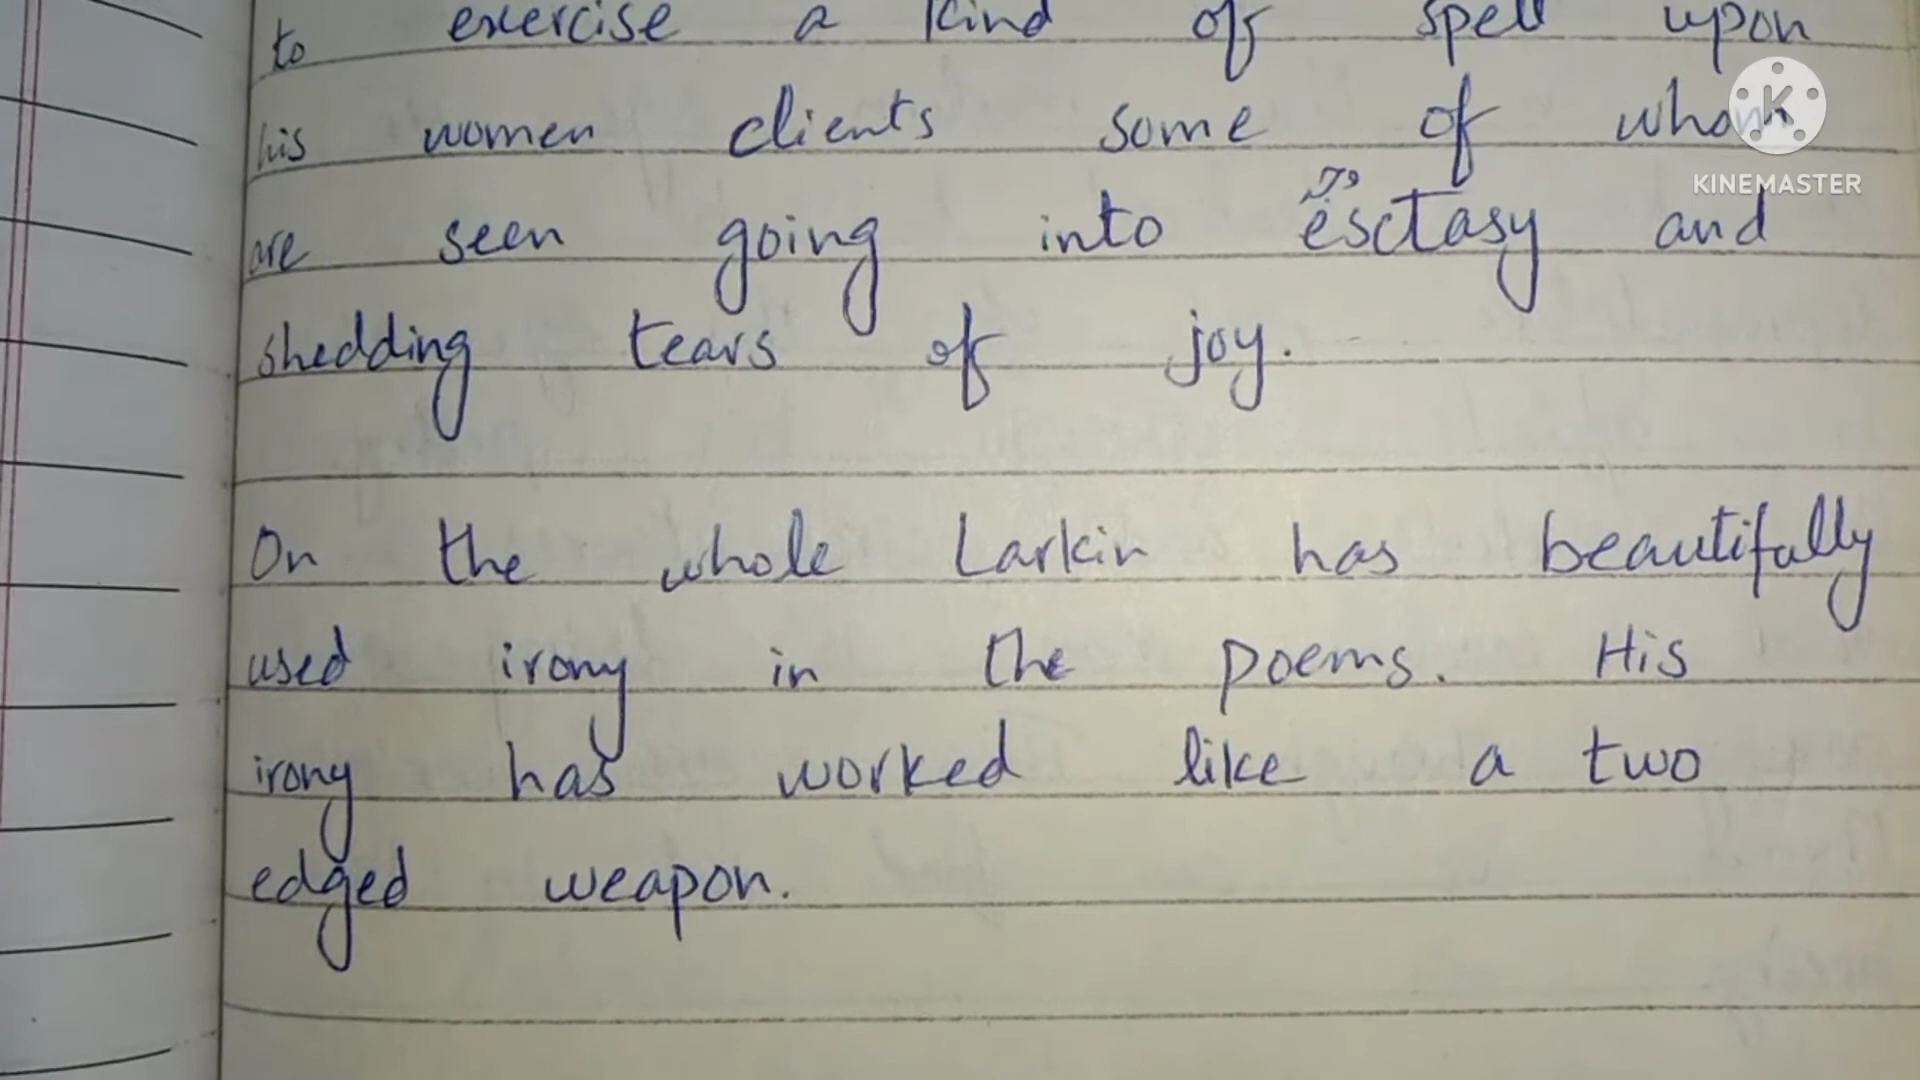 to exercise a kind of spell upon
his women clients some of whom
are seen going into esctasy and
shedding tears of joy.
On the whole Larkin has beautifully
used irony in the poems. His
irony has worked like a two
edged weapon.
KINEMASTER